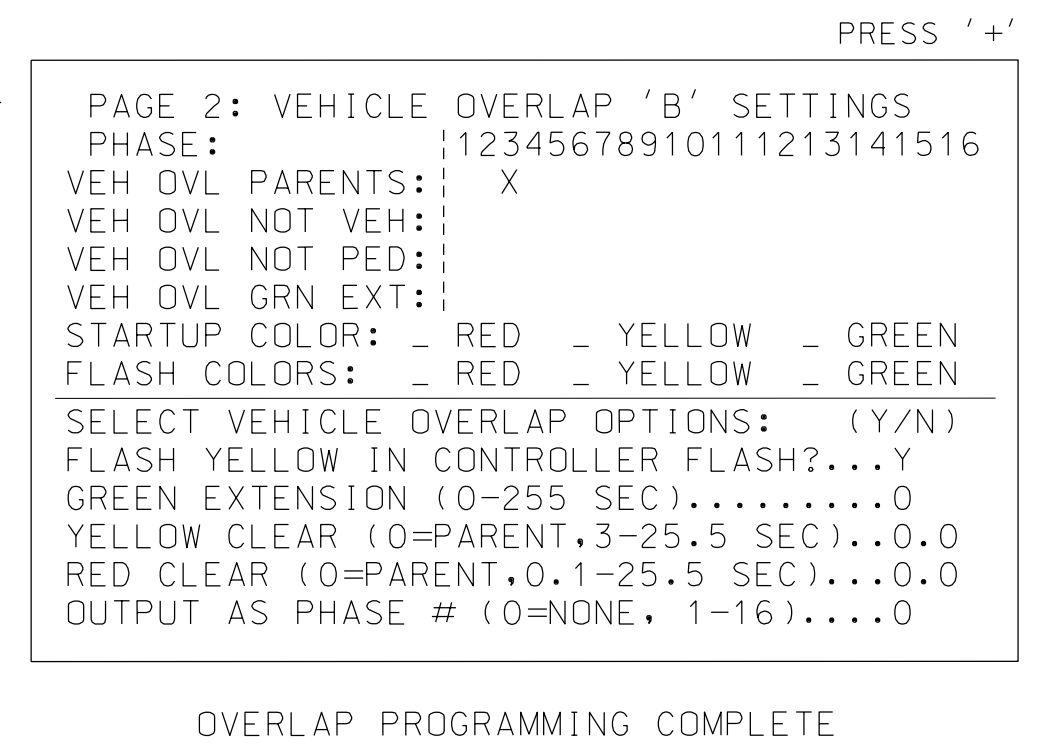 PRESS '+'
PAGE 2: VEHICLE OVERLAP 'B' SETTINGS
PHASE: ¦12345678910111213141516
VEH OVL PARENTS:¦ X
VEH OVL NOT VEH:¦
VEH OVL NOT PED:¦
VEH OVL GRN EXT:¦
STARTUP COLOR: _ RED _ YELLOW _ GREEN
FLASH COLORS: _ RED _ YELLOW _ GREEN
SELECT VEHICLE OVERLAP OPTIONS: (Y/N)
FLASH YELLOW IN CONTROLLER FLASH?...Y
GREEN EXTENSION (0-255 SEC).........0
YELLOW CLEAR (0=PARENT,3-25.5 SEC)..0.0
RED CLEAR (0=PARENT,0.1-25.5 SEC)...0.0
OUTPUT AS PHASE # (0=NONE, 1-16)....0
OVERLAP PROGRAMMING COMPLETE